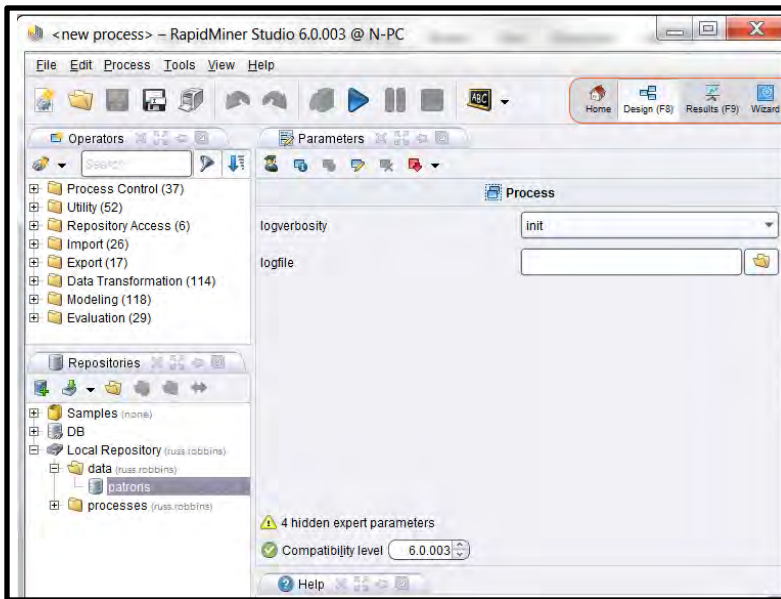 <new process> – RapidMiner Studio 6.0.003 @ N-PC
File Edit Process Tools View Help
ABC
Home Design (F8) Results (F9) Wizard
Operators
Search
Process Control (37)
Utility (52)
Repository Access (6)
Import (26)
Export (17)
Data Transformation (114)
Modeling (118)
Evaluation (29)
Parameters
Process
logverbosity init
logfile
4 hidden expert parameters
Compatibility level 6.0.003
Help
Repositories
Samples (none)
DB
Local Repository (russ.robbins)
data (russ.robbins)
patrons
processes (russ.robbins)